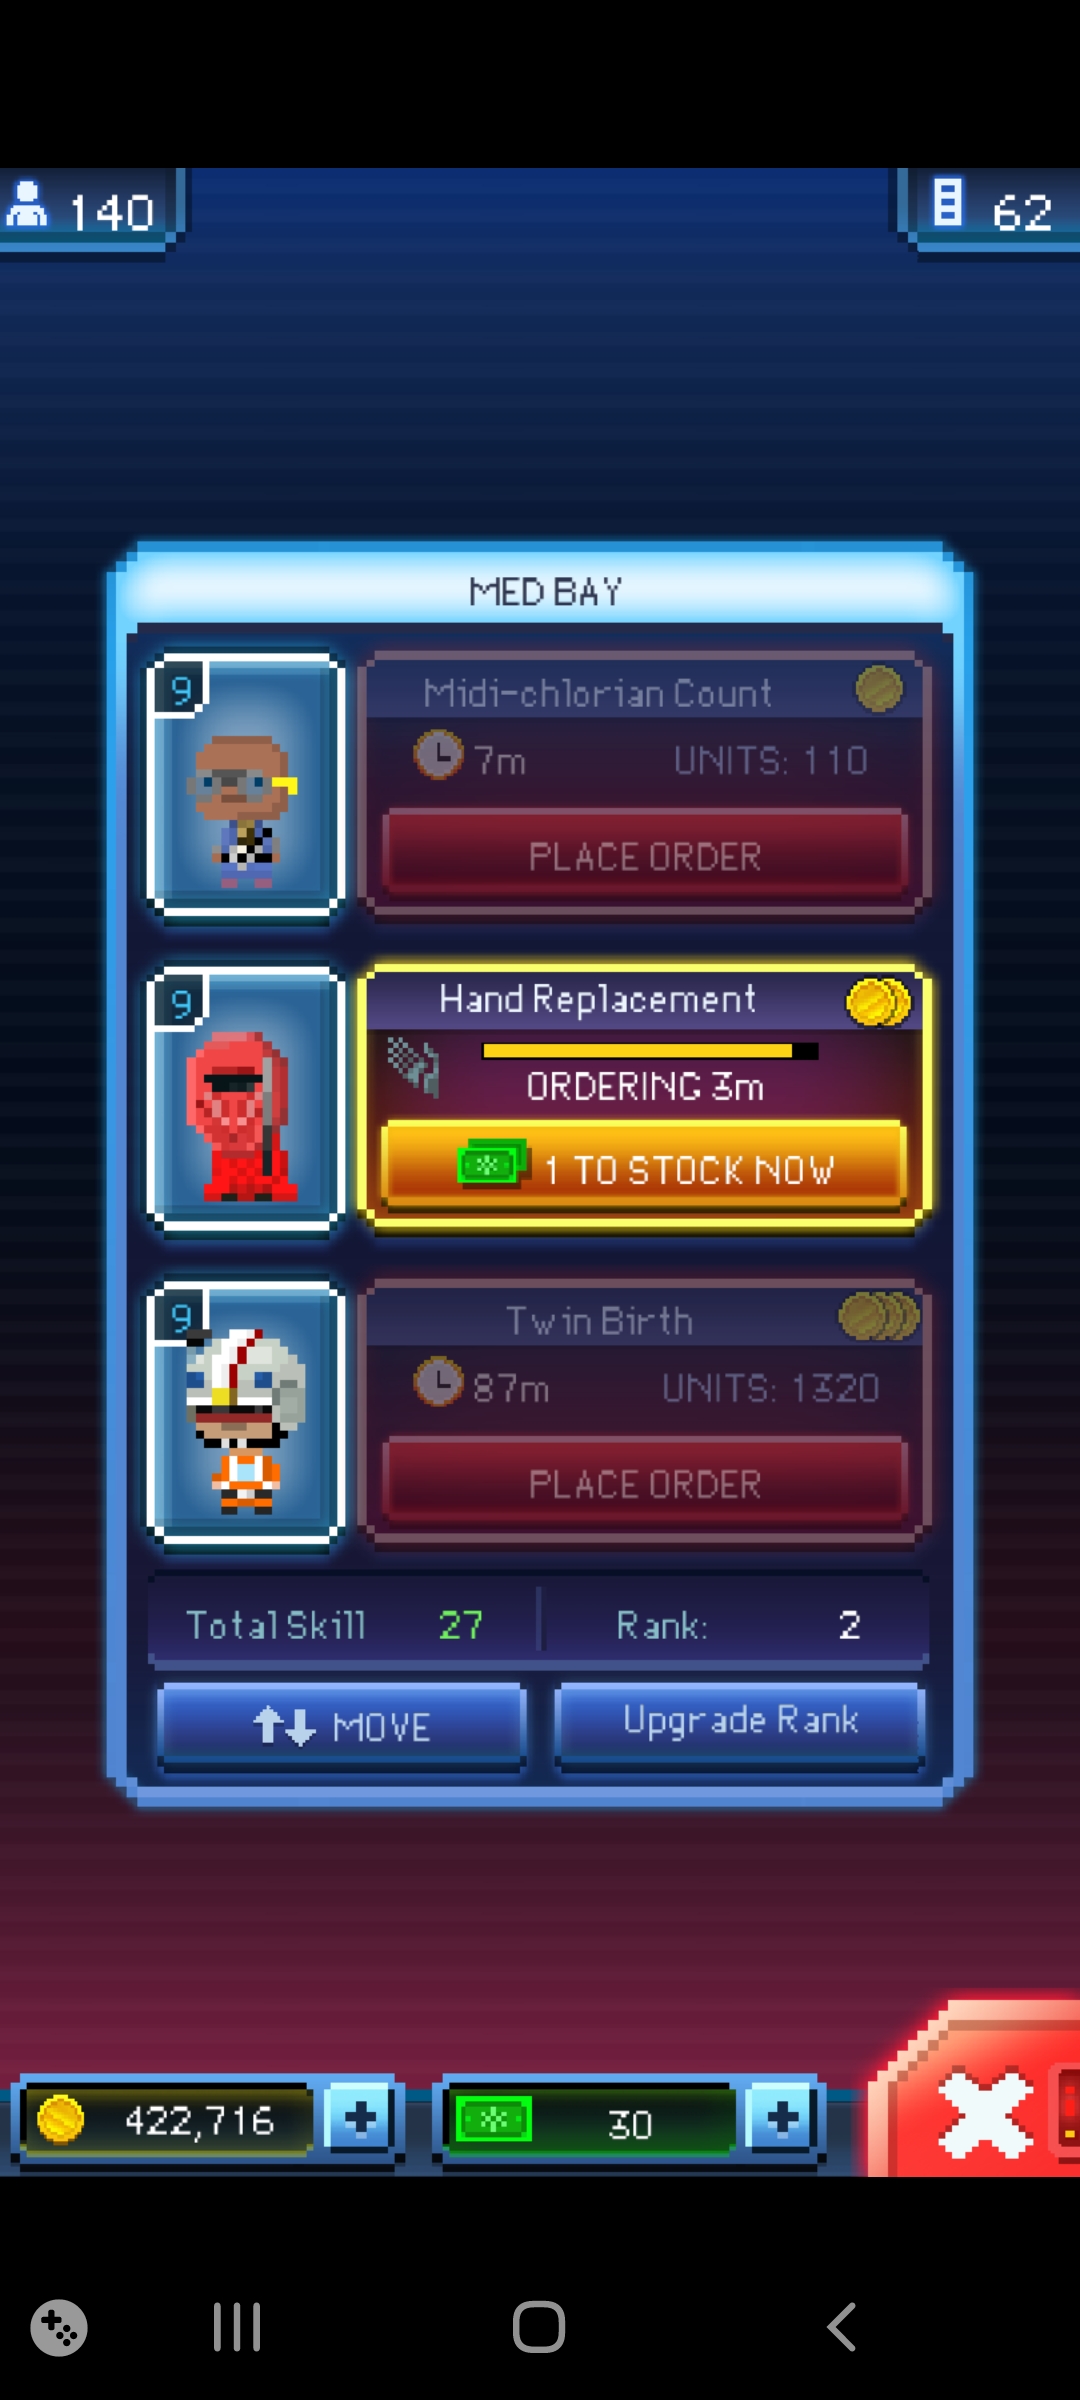 140
62
MED BAY
9
Midi-chlorian Count
7m UNITS: 110
PLACE ORDER
9
Hand Replacement
ORDERING 3m
1 TO STOCK NOW
9
Twin Birth
87m UNITS: 1320
PLACE ORDER
Total Skill 27 Rank: 2
MOVE Upgrade Rank
422,716 30